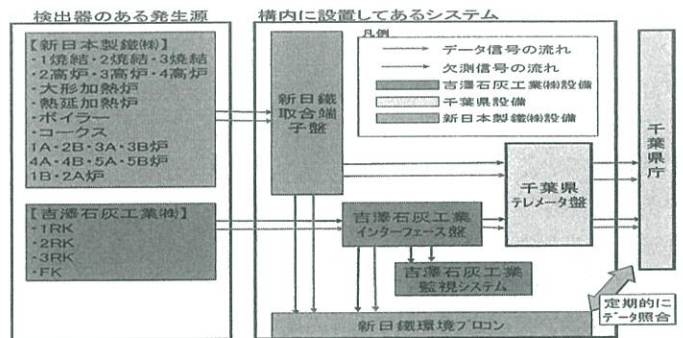 検出器のある発生源
【新日本製鐵㈱】
・1焼結・2焼結・3焼結
・2高炉・3高炉・4高炉
・大形加熱炉
・熱延加熱炉
・ボイラー
・コークス
1A・2B・3A・3B炉
4A・4B・5A・5B炉
1B・2A炉
【吉澤石灰工業㈱】
・1RK
・2RK
・3RK
・FK
構内に設置してあるシステム
凡例
データ信号の流れ
欠測信号の流れ
吉澤石灰工業㈱設備
千葉県設備
新日本製鐵㈱設備
新日鐵
取合端
子盤
千葉県
テレメータ盤
吉澤石灰工業
インターフェース盤
吉澤石灰工業
監視システム
新日鐵環境プロコン
千葉県庁
定期的に
データ照合